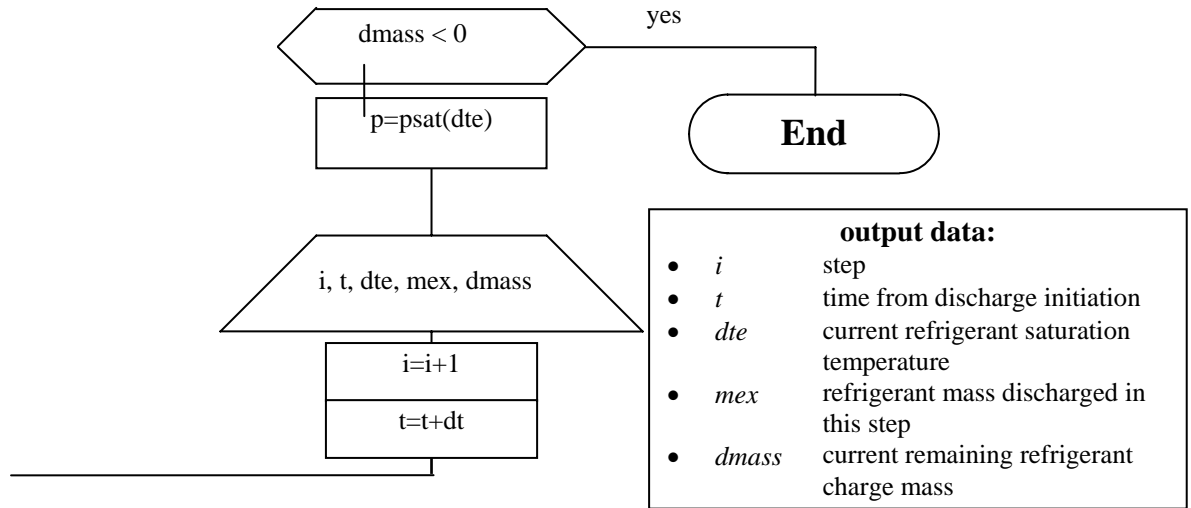 yes
dmass < 0
p=psat(dte)
End
i, t, dte, mex, dmass
i=i+1
t=t+dt
output data:
• i step
• t time from discharge initiation
• dte current refrigerant saturation
temperature
• mex refrigerant mass discharged in
this step
• dmass current remaining refrigerant
charge mass